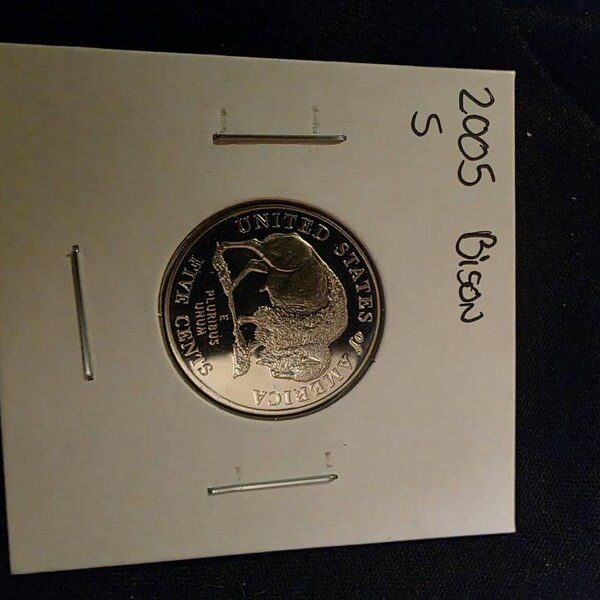 2005 Bison
S
UNITED STATES of AMERICA
E
PLURIBUS
UNUM
FIVE CENTS